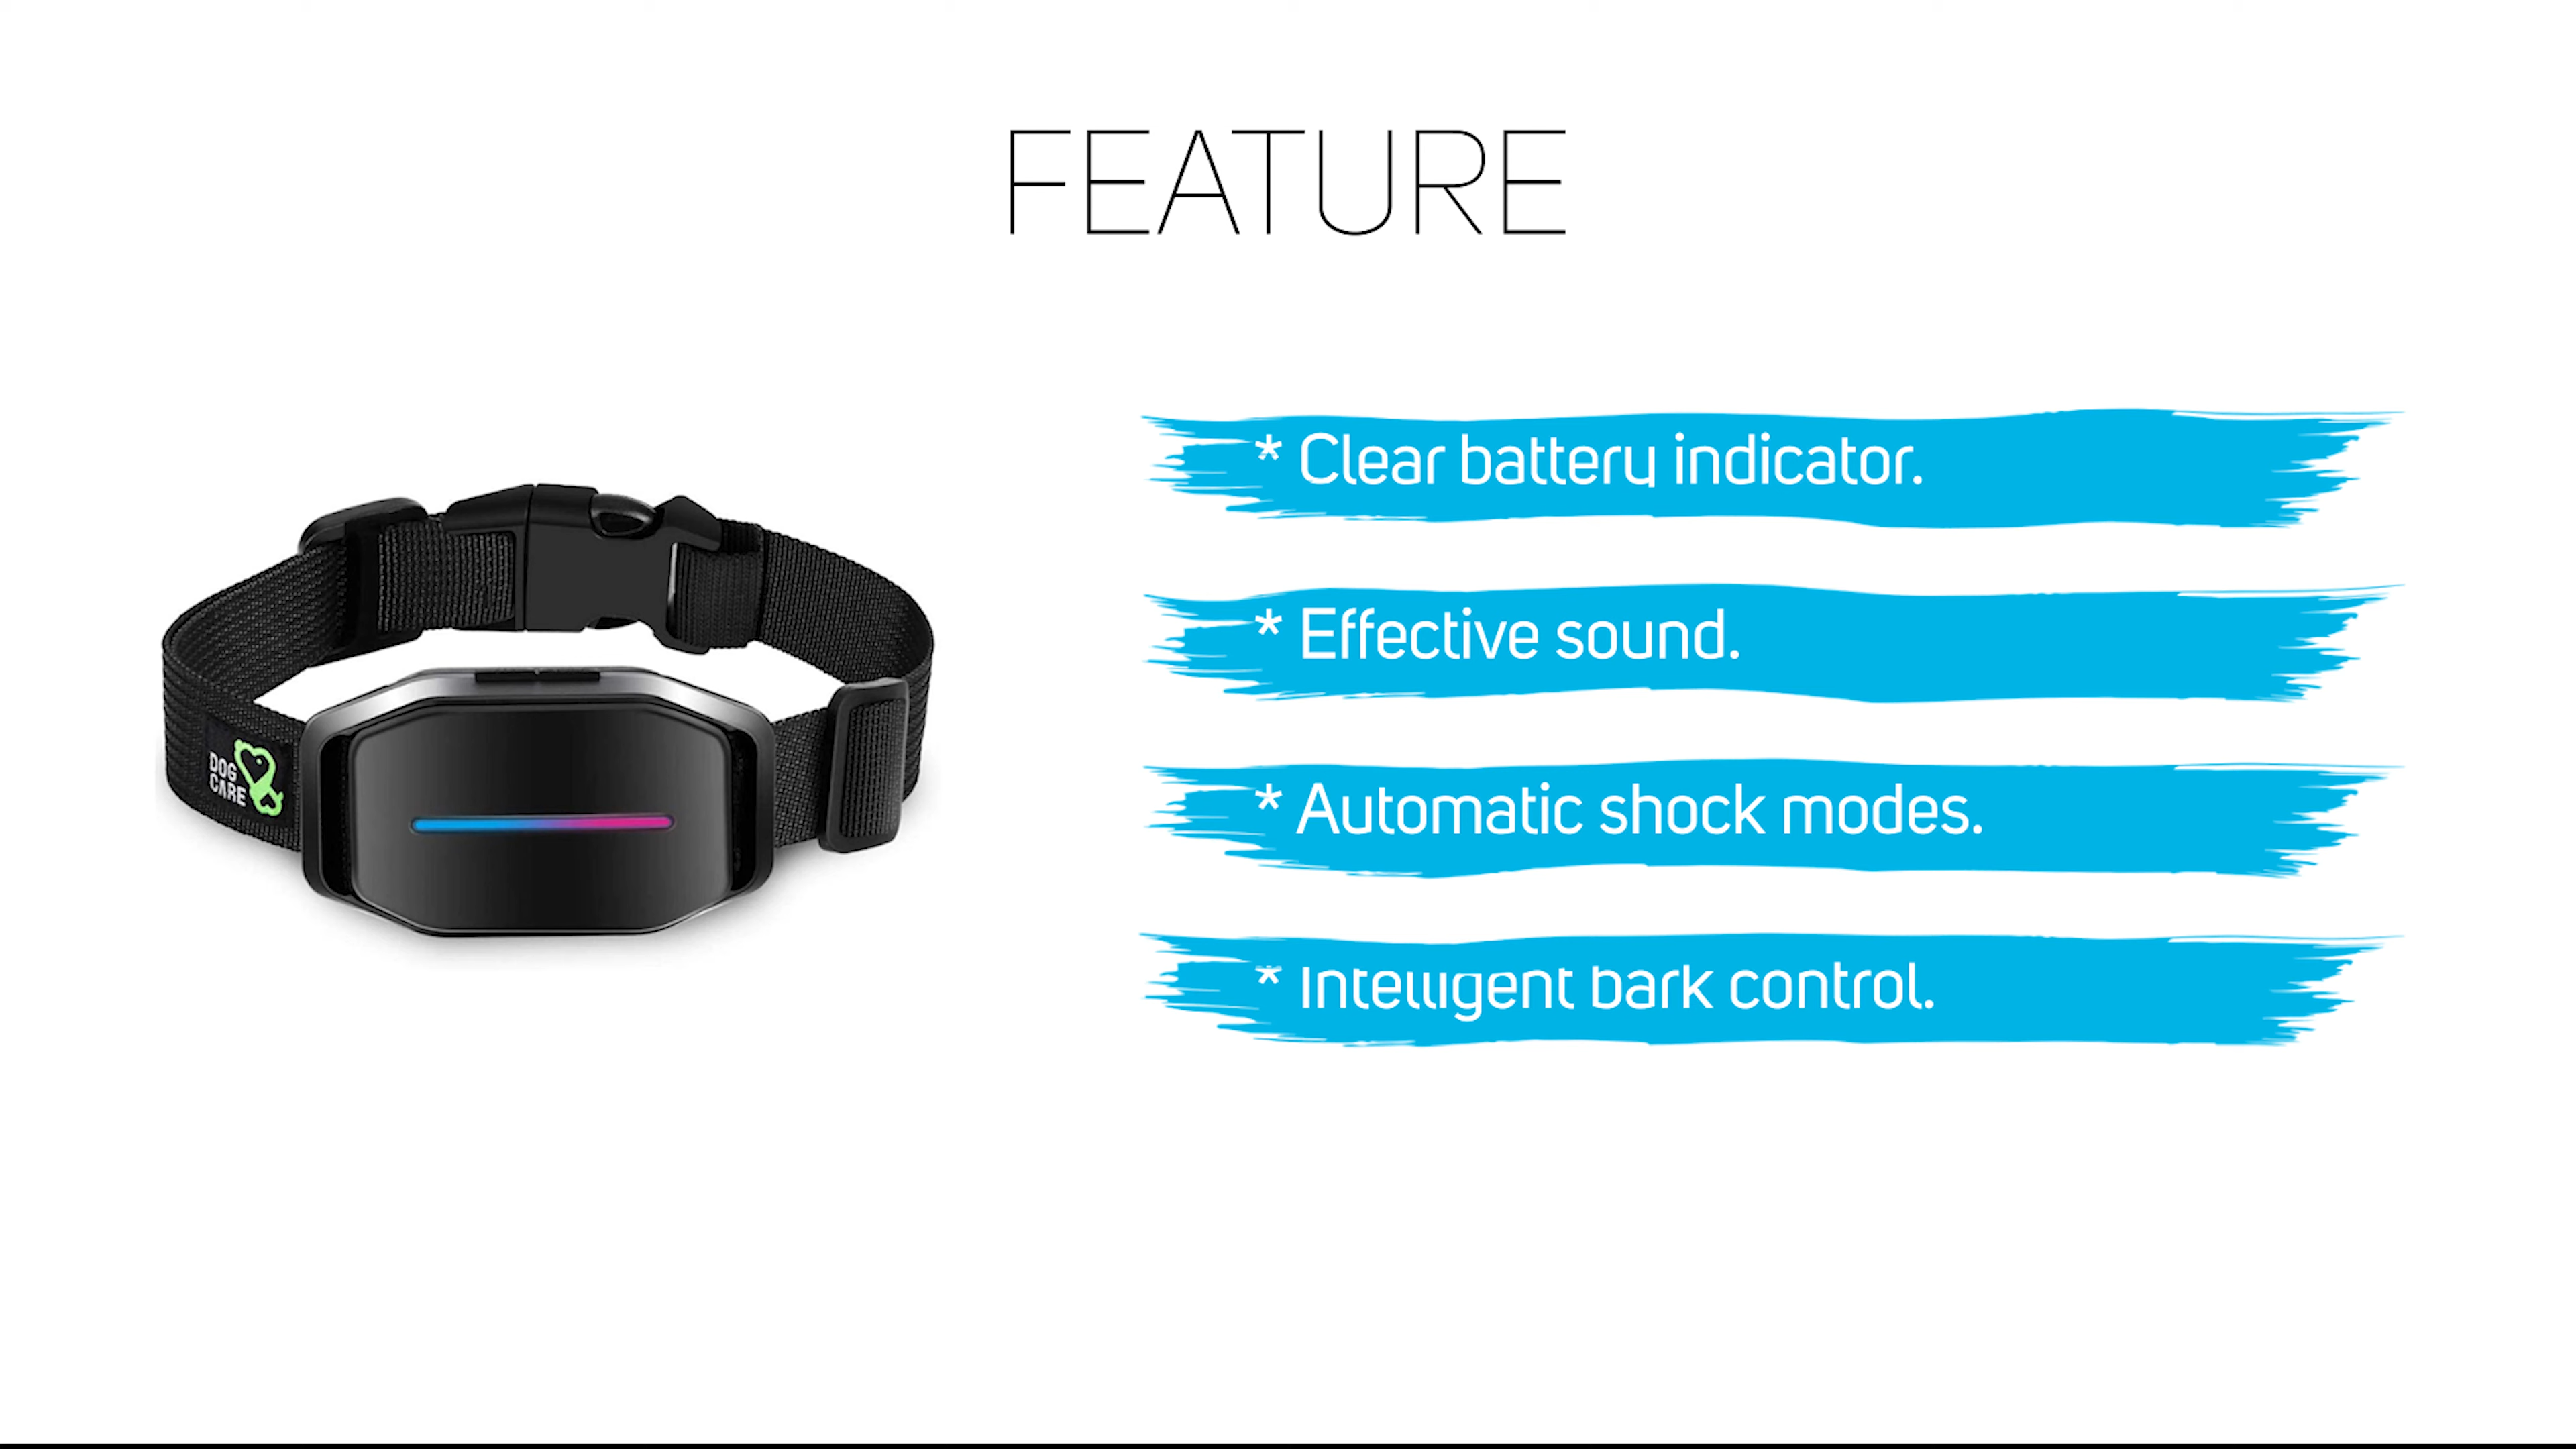 FEATURE
* Clear battery indicator.
* Effective sound.
* Automatic shock modes.
* Intelligent bark control.
DOG
CARE